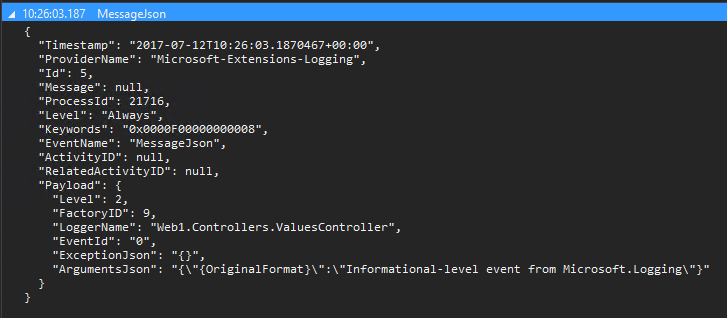 10:26:03.187 MessageJson
{
"Timestamp": "2017-07-12T10:26:03.1870467+00:00",
"ProviderName": "Microsoft-Extensions-Logging",
"Id": 5,
"Message": null,
"ProcessId": 21716,
"Level": "Always",
"Keywords": "0x0000F00000000008",
"EventName": "MessageJson",
"ActivityID": null,
"RelatedActivityID": null,
"Payload": {
"Level": 2,
"FactoryID": 9,
"LoggerName": "Web1.Controllers.ValuesController",
"EventId": "0",
"ExceptionJson": "{}",
"ArgumentsJson": "{\"{OriginalFormat}\":\"Informational-level event from Microsoft.Logging\"}"
}
}